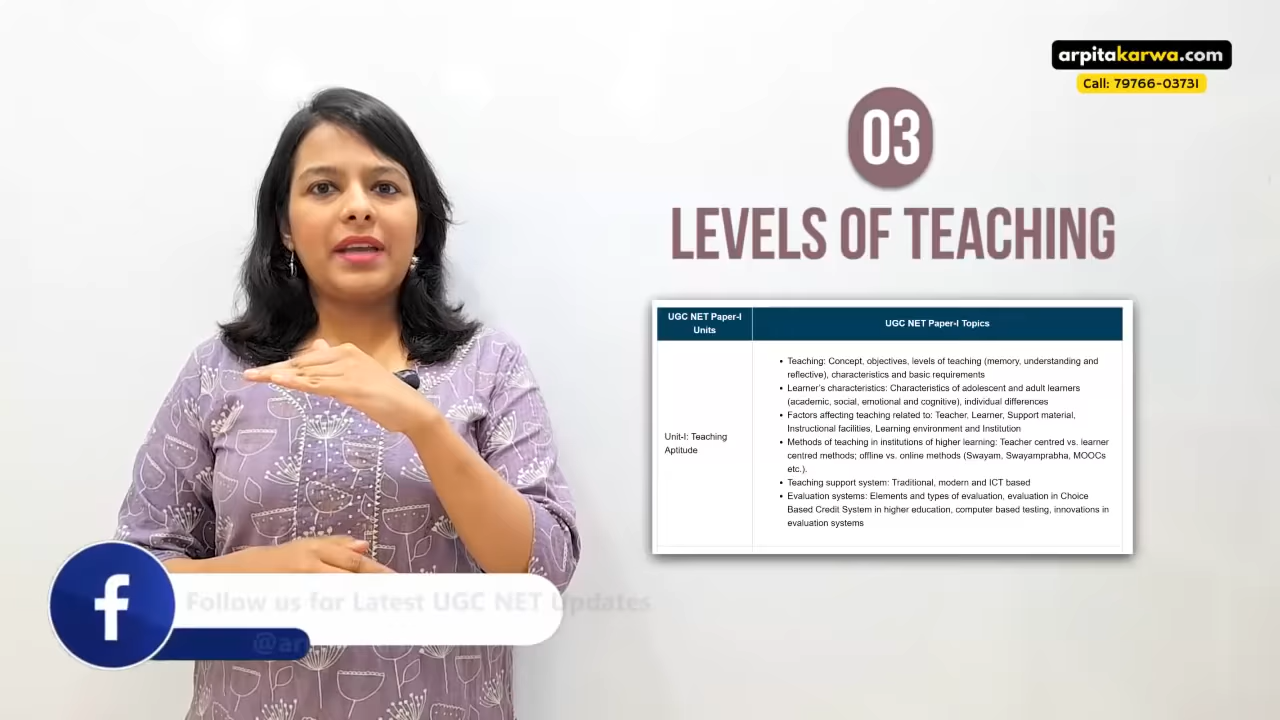 arpitakarwa.com
Call: 79766-03731
03
LEVELS OF TEACHING
UGC NET Paper-I
Units
UGC NET Paper-I Topics
Unit-I: Teaching
Aptitude
• Teaching: Concept, objectives, levels of teaching (memory, understanding and
reflective), characteristics and basic requirements
• Learner's characteristics: Characteristics of adolescent and adult learners
(academic, social, emotional and cognitive), individual differences
• Factors affecting teaching related to: Teacher, Learner, Support material,
Instructional facilities, Learning environment and Institution
• Methods of teaching in institutions of higher learning: Teacher centred vs. learner
centred methods; offline vs. online methods (Swayam, Swayamprabha, MOOCs
etc.).
• Teaching support system: Traditional, modern and ICT based
• Evaluation systems: Elements and types of evaluation, evaluation in Choice
Based Credit System in higher education, computer based testing, innovations in
evaluation systems
f
Follow us for Latest UGC NET Updates